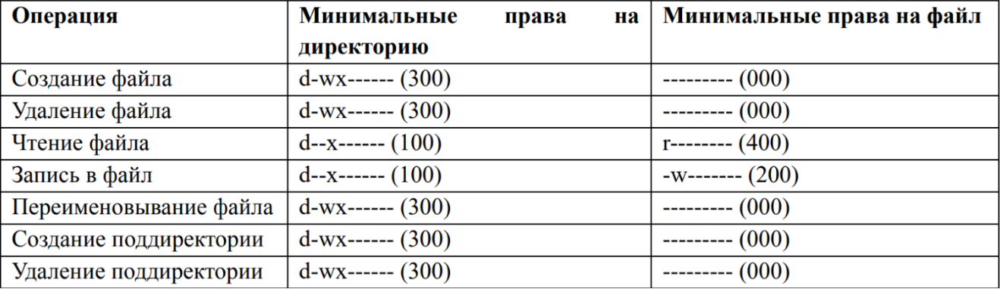 Операция Минимальные права на директорию Минимальные права на файл
Создание файла d-wx------ (300) --------- (000)
Удаление файла d-wx------ (300) --------- (000)
Чтение файла d--x------ (100) r-------- (400)
Запись в файл d--x------ (100) -w------- (200)
Переименовывание файла d-wx------ (300) --------- (000)
Создание поддиректории d-wx------ (300) --------- (000)
Удаление поддиректории d-wx------ (300) --------- (000)